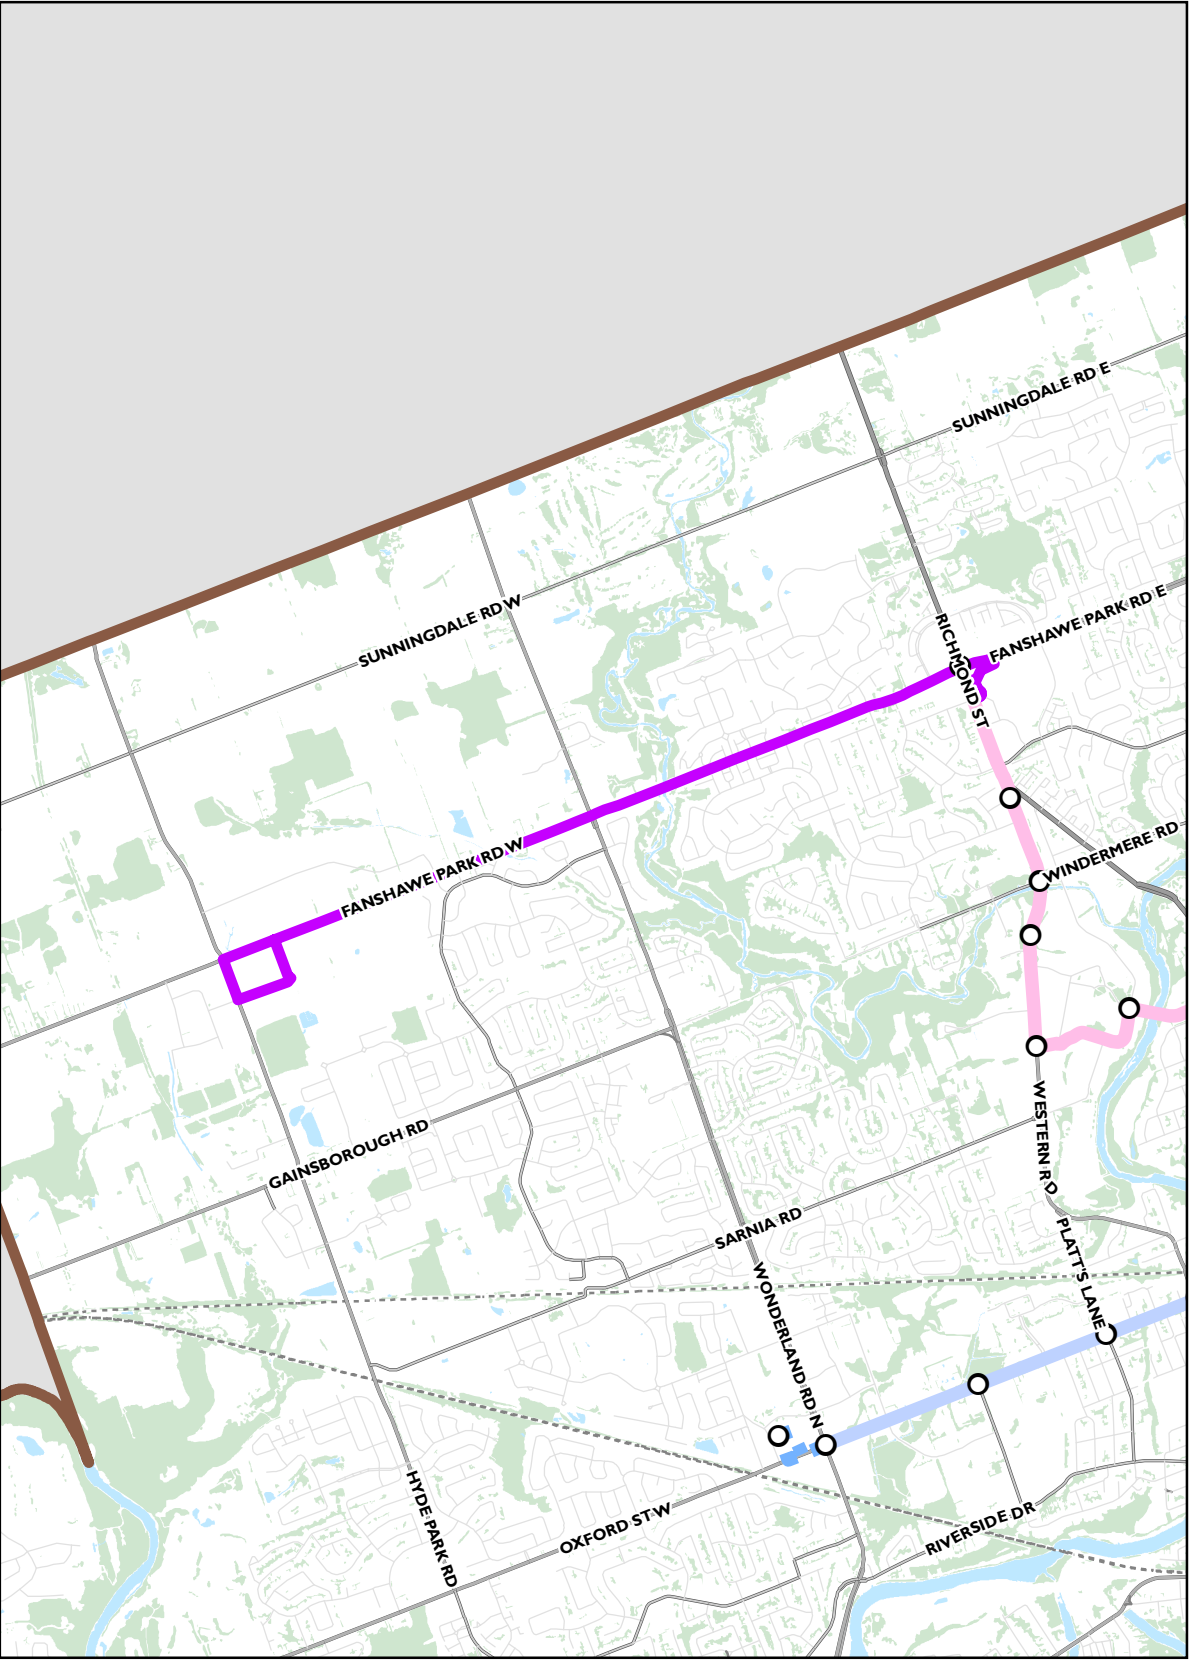 SUNNINGDALE RD E
SUNNINGDALE RD W
FANSHAWE PARK RD E
RICHMOND ST
FANSHAWE PARK RD W
WINDERMERE RD
GAINSBOROUGH RD
WESTERN RD
SARNIA RD
PLATT'S LANE
WONDERLAND RD N
HYDE PARK RD
OXFORD ST W
RIVERSIDE DR